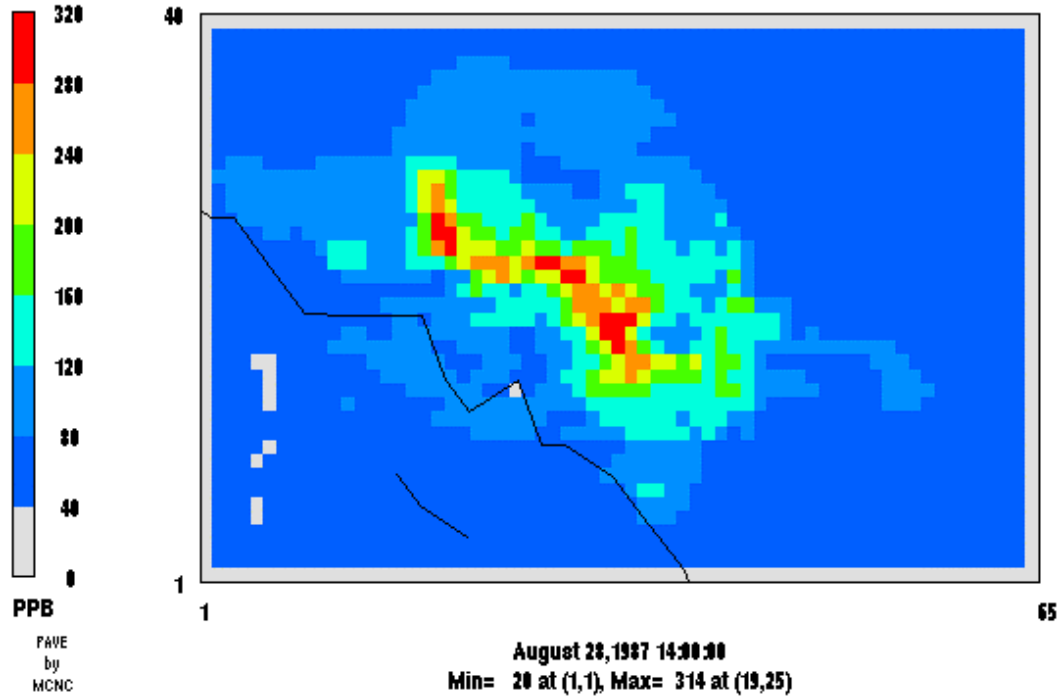 320
280
240
200
160
120
80
40
0
PPB
PAVE
by
MCNC
40
1
1
65
August 28,1987 14:00:00
Min= 20 at (1,1), Max= 314 at (19,25)